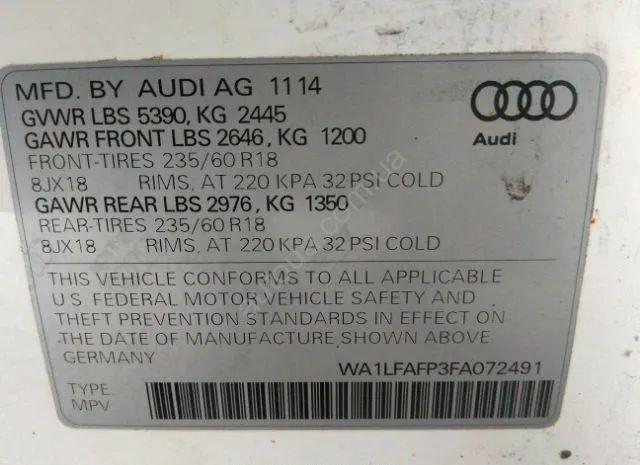 MFD. BY AUDI AG 1114
GVWR LBS 5390, KG 2445
GAWR FRONT LBS 2646, KG 1200
FRONT-TIRES 235/60 R18
8JX18 RIMS, AT 220 KPA 32 PSI COLD
GAWR REAR LBS 2976, KG 1350
REAR-TIRES 235/60 R18
8JX18 RIMS, AT 220 KPA 32 PSI COLD
Audi
THIS VEHICLE CONFORMS TO ALL APPLICABLE
U.S. FEDERAL MOTOR VEHICLE SAFETY AND
THEFT PREVENTION STANDARDS IN EFFECT ON
THE DATE OF MANUFACTURE SHOWN ABOVE
GERMANY
WA1LFAFP3FA072491
TYPE:
MPV